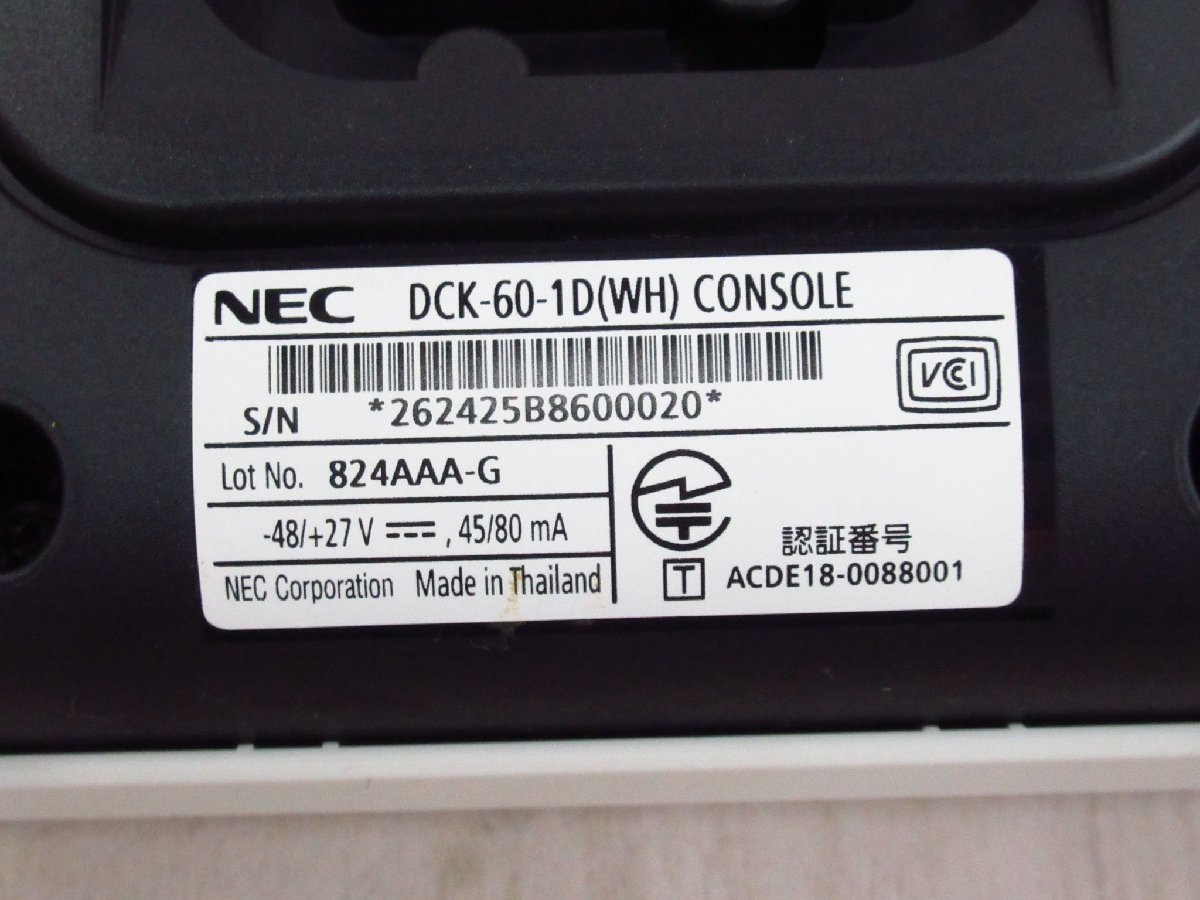 NEC DCK-60-1D(WH) CONSOLE
VCCI
S/N *262425B8600020*
Lot No. 824AAA-G
-48/+27 V ⎓ , 45/80 mA
NEC Corporation Made in Thailand
認証番号
T ACDE18-0088001